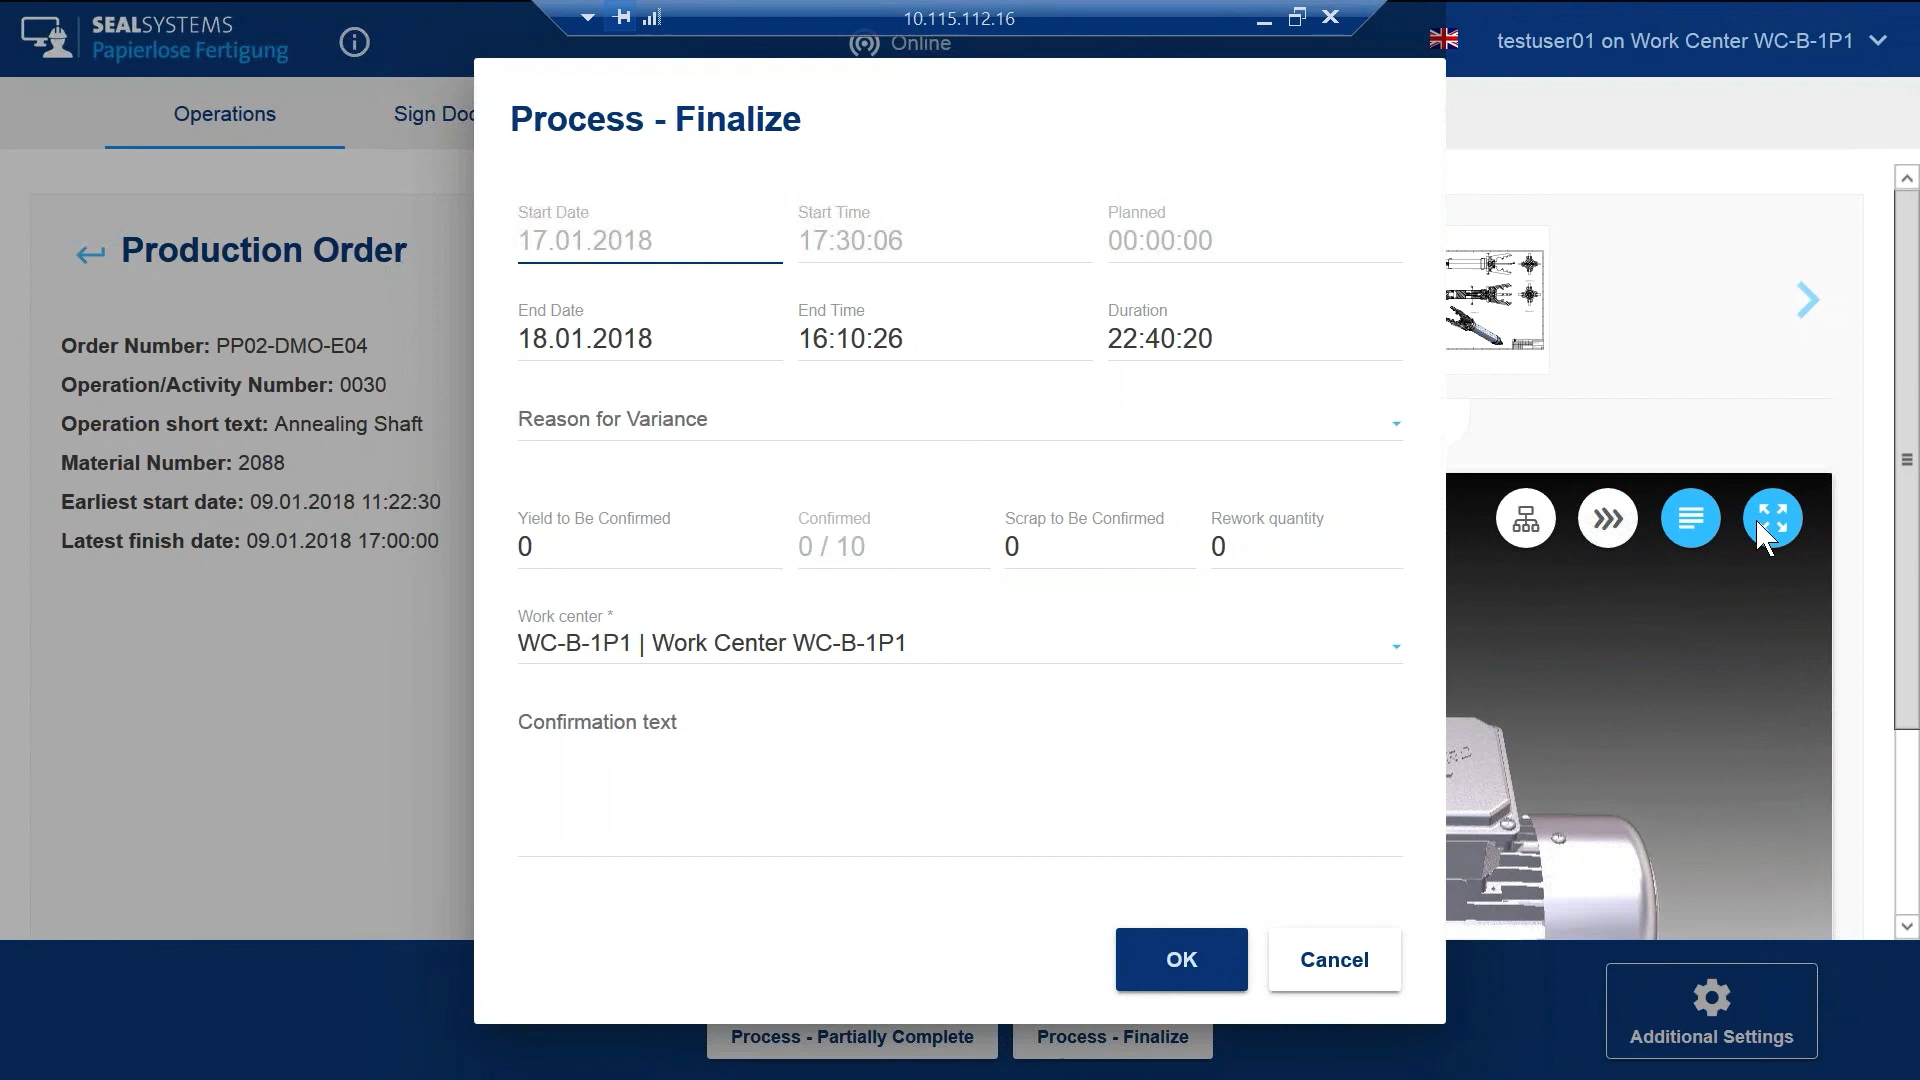 10.115.112.16
SEALSYSTEMS
Papierlose Fertigung
Online
testuser01 on Work Center WC-B-1P1
Operations
Sign Doc
Production Order
Order Number: PP02-DMO-E04
Operation/Activity Number: 0030
Operation short text: Annealing Shaft
Material Number: 2088
Earliest start date: 09.01.2018 11:22:30
Latest finish date: 09.01.2018 17:00:00
Process - Finalize
Start Date
17.01.2018
Start Time
17:30:06
Planned
00:00:00
End Date
18.01.2018
End Time
16:10:26
Duration
22:40:20
Reason for Variance
Yield to Be Confirmed
0
Confirmed
0 / 10
Scrap to Be Confirmed
0
Rework quantity
0
Work center *
WC-B-1P1 | Work Center WC-B-1P1
Confirmation text
OK
Cancel
Process - Partially Complete
Process - Finalize
Additional Settings